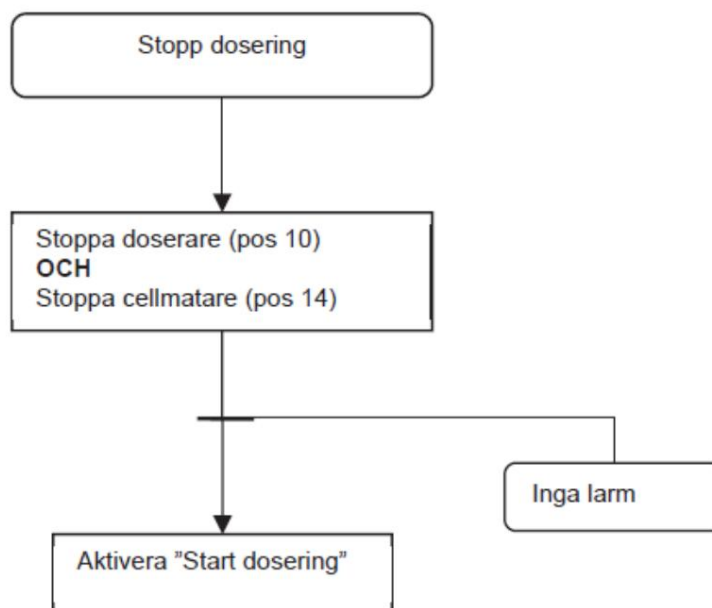 Stopp dosering
Stoppa doserare (pos 10)
OCH
Stoppa cellmatare (pos 14)
Inga larm
Aktivera ”Start dosering”